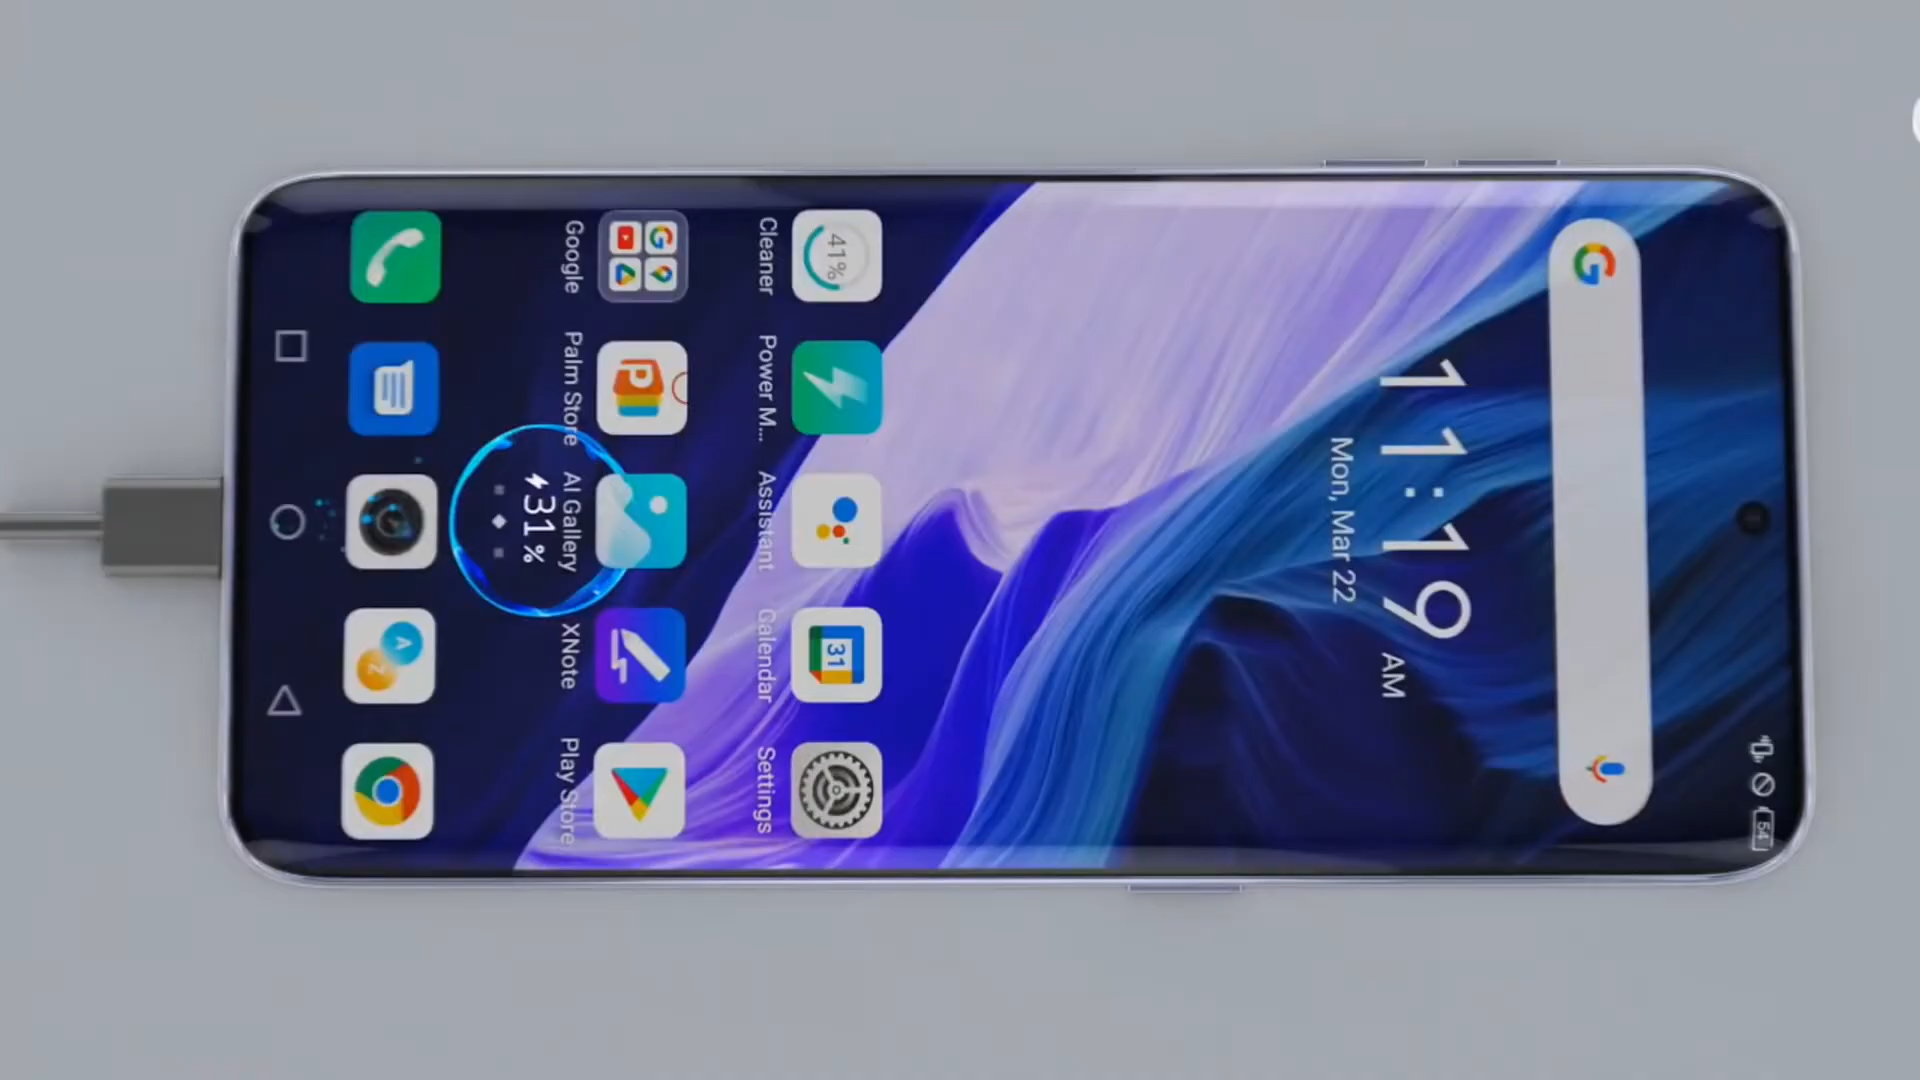 54
11:19 AM
Mon, Mar 22
41%
31
Cleaner
Power M...
Assistant
Calendar
Settings
Google
Palm Store
AI Gallery
XNote
Play Store
31%
A
Z